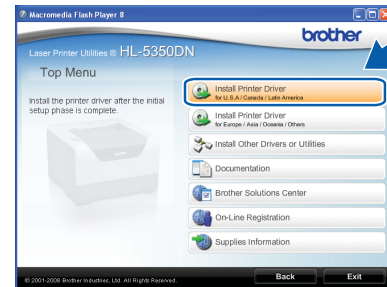 Macromedia Flash Player 8
brother
Laser Printer Utilities ® HL-5350DN
Top Menu
Install the printer driver after the initial
setup phase is complete.
Install Printer Driver
for U.S.A / Canada / Latin America
Install Printer Driver
for Europe / Asia / Oceania / Others
Install Other Drivers or Utilities
Documentation
Brother Solutions Center
On-Line Registration
Supplies Information
© 2001-2008 Brother Industries, Ltd. All Rights Reserved.
Back
Exit